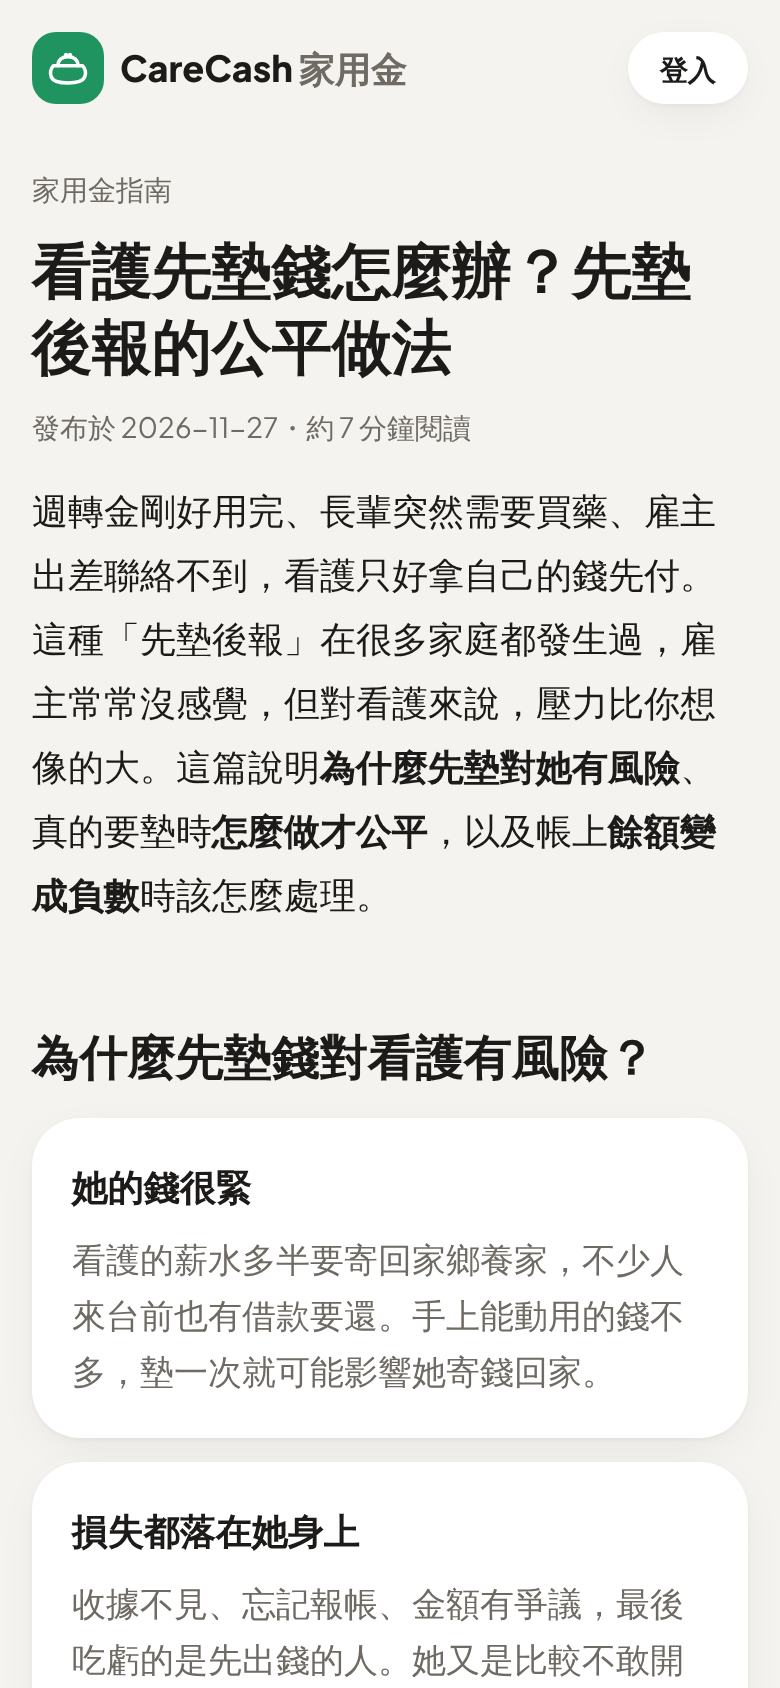 CareCash 家用金
登入
家用金指南
看護先墊錢怎麼辦？先墊
後報的公平做法
發布於 2026-11-27・約 7 分鐘閱讀
週轉金剛好用完、長輩突然需要買藥、雇主
出差聯絡不到，看護只好拿自己的錢先付。
這種「先墊後報」在很多家庭都發生過，雇
主常常沒感覺，但對看護來說，壓力比你想
像的大。這篇說明為什麼先墊對她有風險、
真的要墊時怎麼做才公平，以及帳上餘額變
成負數時該怎麼處理。
為什麼先墊錢對看護有風險？
她的錢很緊
看護的薪水多半要寄回家鄉養家，不少人
來台前也有借款要還。手上能動用的錢不
多，墊一次就可能影響她寄錢回家。
損失都落在她身上
收據不見、忘記報帳、金額有爭議，最後
吃虧的是先出錢的人。她又是比較不敢開